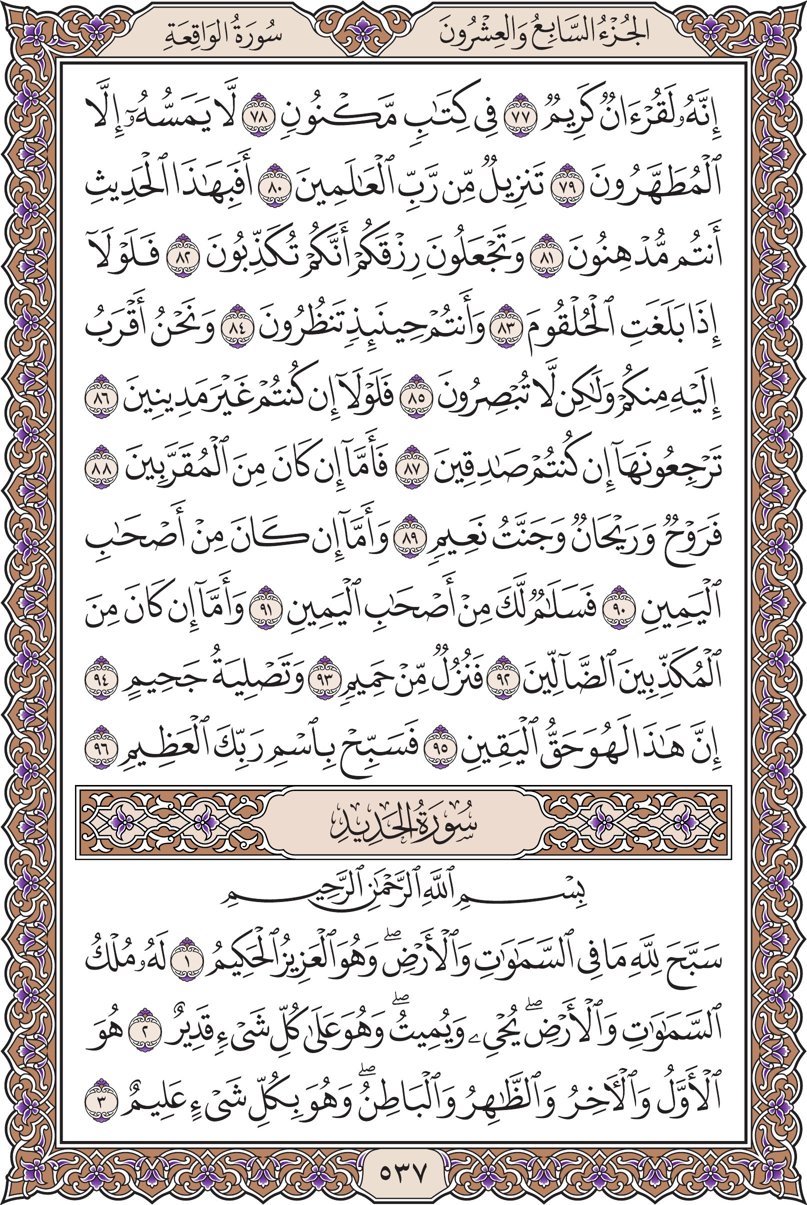 الجُزْءُ السَّابِعُ وَالعِشْرُونَ
سُورَةُ الوَاقِعَةِ
إِنَّهُۥ لَقُرْءَانٌ كَرِيمٌ ٧٧ فِى كِتَٰبٍ مَّكْنُونٍ ٧٨ لَّا يَمَسُّهُۥٓ إِلَّا
ٱلْمُطَهَّرُونَ ٧٩ تَنزِيلٌ مِّن رَّبِّ ٱلْعَٰلَمِينَ ٨٠ أَفَبِهَٰذَا ٱلْحَدِيثِ
أَنتُم مُّدْهِنُونَ ٨١ وَتَجْعَلُونَ رِزْقَكُمْ أَنَّكُمْ تُكَذِّبُونَ ٨٢ فَلَوْلَآ
إِذَا بَلَغَتِ ٱلْحُلْقُومَ ٨٣ وَأَنتُمْ حِينَئِذٍ تَنظُرُونَ ٨٤ وَنَحْنُ أَقْرَبُ
إِلَيْهِ مِنكُمْ وَلَٰكِن لَّا تُبْصِرُونَ ٨٥ فَلَوْلَآ إِن كُنتُمْ غَيْرَ مَدِينِينَ ٨٦
تَرْجِعُونَهَآ إِن كُنتُمْ صَٰدِقِينَ ٨٧ فَأَمَّآ إِن كَانَ مِنَ ٱلْمُقَرَّبِينَ ٨٨
فَرَوْحٌ وَرَيْحَانٌ وَجَنَّتُ نَعِيمٍ ٨٩ وَأَمَّآ إِن كَانَ مِنْ أَصْحَٰبِ
ٱلْيَمِينِ ٩٠ فَسَلَٰمٌ لَّكَ مِنْ أَصْحَٰبِ ٱلْيَمِينِ ٩١ وَأَمَّآ إِن كَانَ مِنَ
ٱلْمُكَذِّبِينَ ٱلضَّآلِّينَ ٩٢ فَنُزُلٌ مِّنْ حَمِيمٍ ٩٣ وَتَصْلِيَةُ جَحِيمٍ ٩٤
إِنَّ هَٰذَا لَهُوَ حَقُّ ٱلْيَقِينِ ٩٥ فَسَبِّحْ بِٱسْمِ رَبِّكَ ٱلْعَظِيمِ ٩٦
سُورَةُ الحَدِيدِ
بِسْمِ ٱللَّهِ ٱلرَّحْمَٰنِ ٱلرَّحِيمِ
سَبَّحَ لِلَّهِ مَا فِى ٱلسَّمَٰوَٰتِ وَٱلْأَرْضِ ۖ وَهُوَ ٱلْعَزِيزُ ٱلْحَكِيمُ ١ لَهُۥ مُلْكُ
ٱلسَّمَٰوَٰتِ وَٱلْأَرْضِ ۖ يُحْىِۦ وَيُمِيتُ ۖ وَهُوَ عَلَىٰ كُلِّ شَىْءٍ قَدِيرٌ ٢ هُوَ
ٱلْأَوَّلُ وَٱلْءَاخِرُ وَٱلظَّٰهِرُ وَٱلْبَاطِنُ ۖ وَهُوَ بِكُلِّ شَىْءٍ عَلِيمٌ ٣
٥٣٧